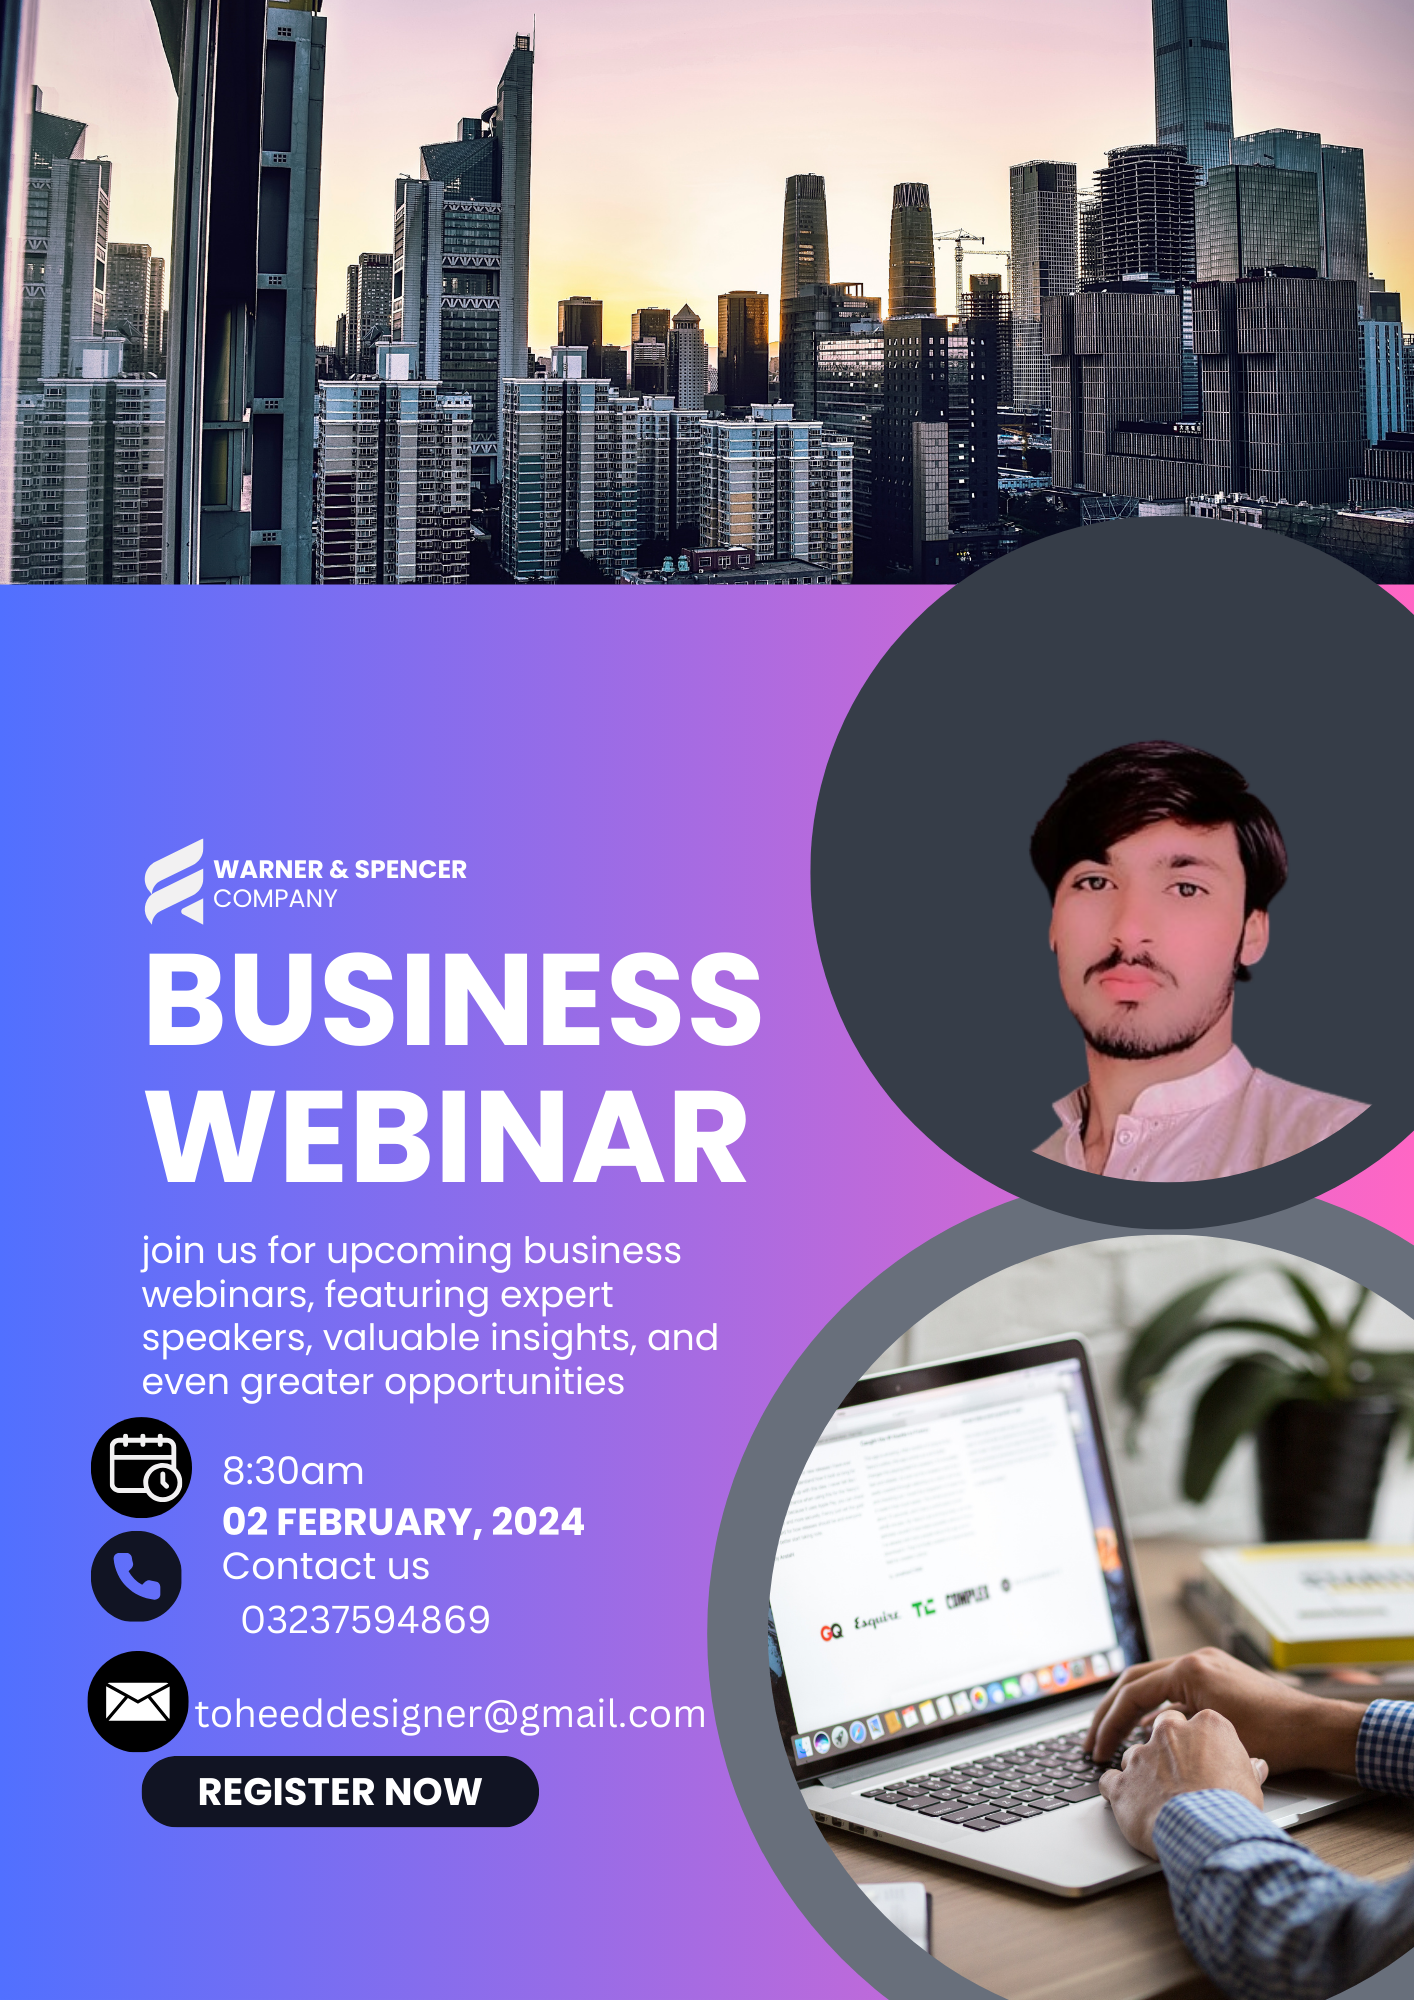 WARNER & SPENCER
COMPANY
BUSINESS
WEBINAR
join us for upcoming business
webinars, featuring expert
speakers, valuable insights, and
even greater opportunities
8:30am
02 FEBRUARY, 2024
Contact us
03237594869
toheeddesigner@gmail.com
REGISTER NOW
GQ Esquire TC COMPLEX